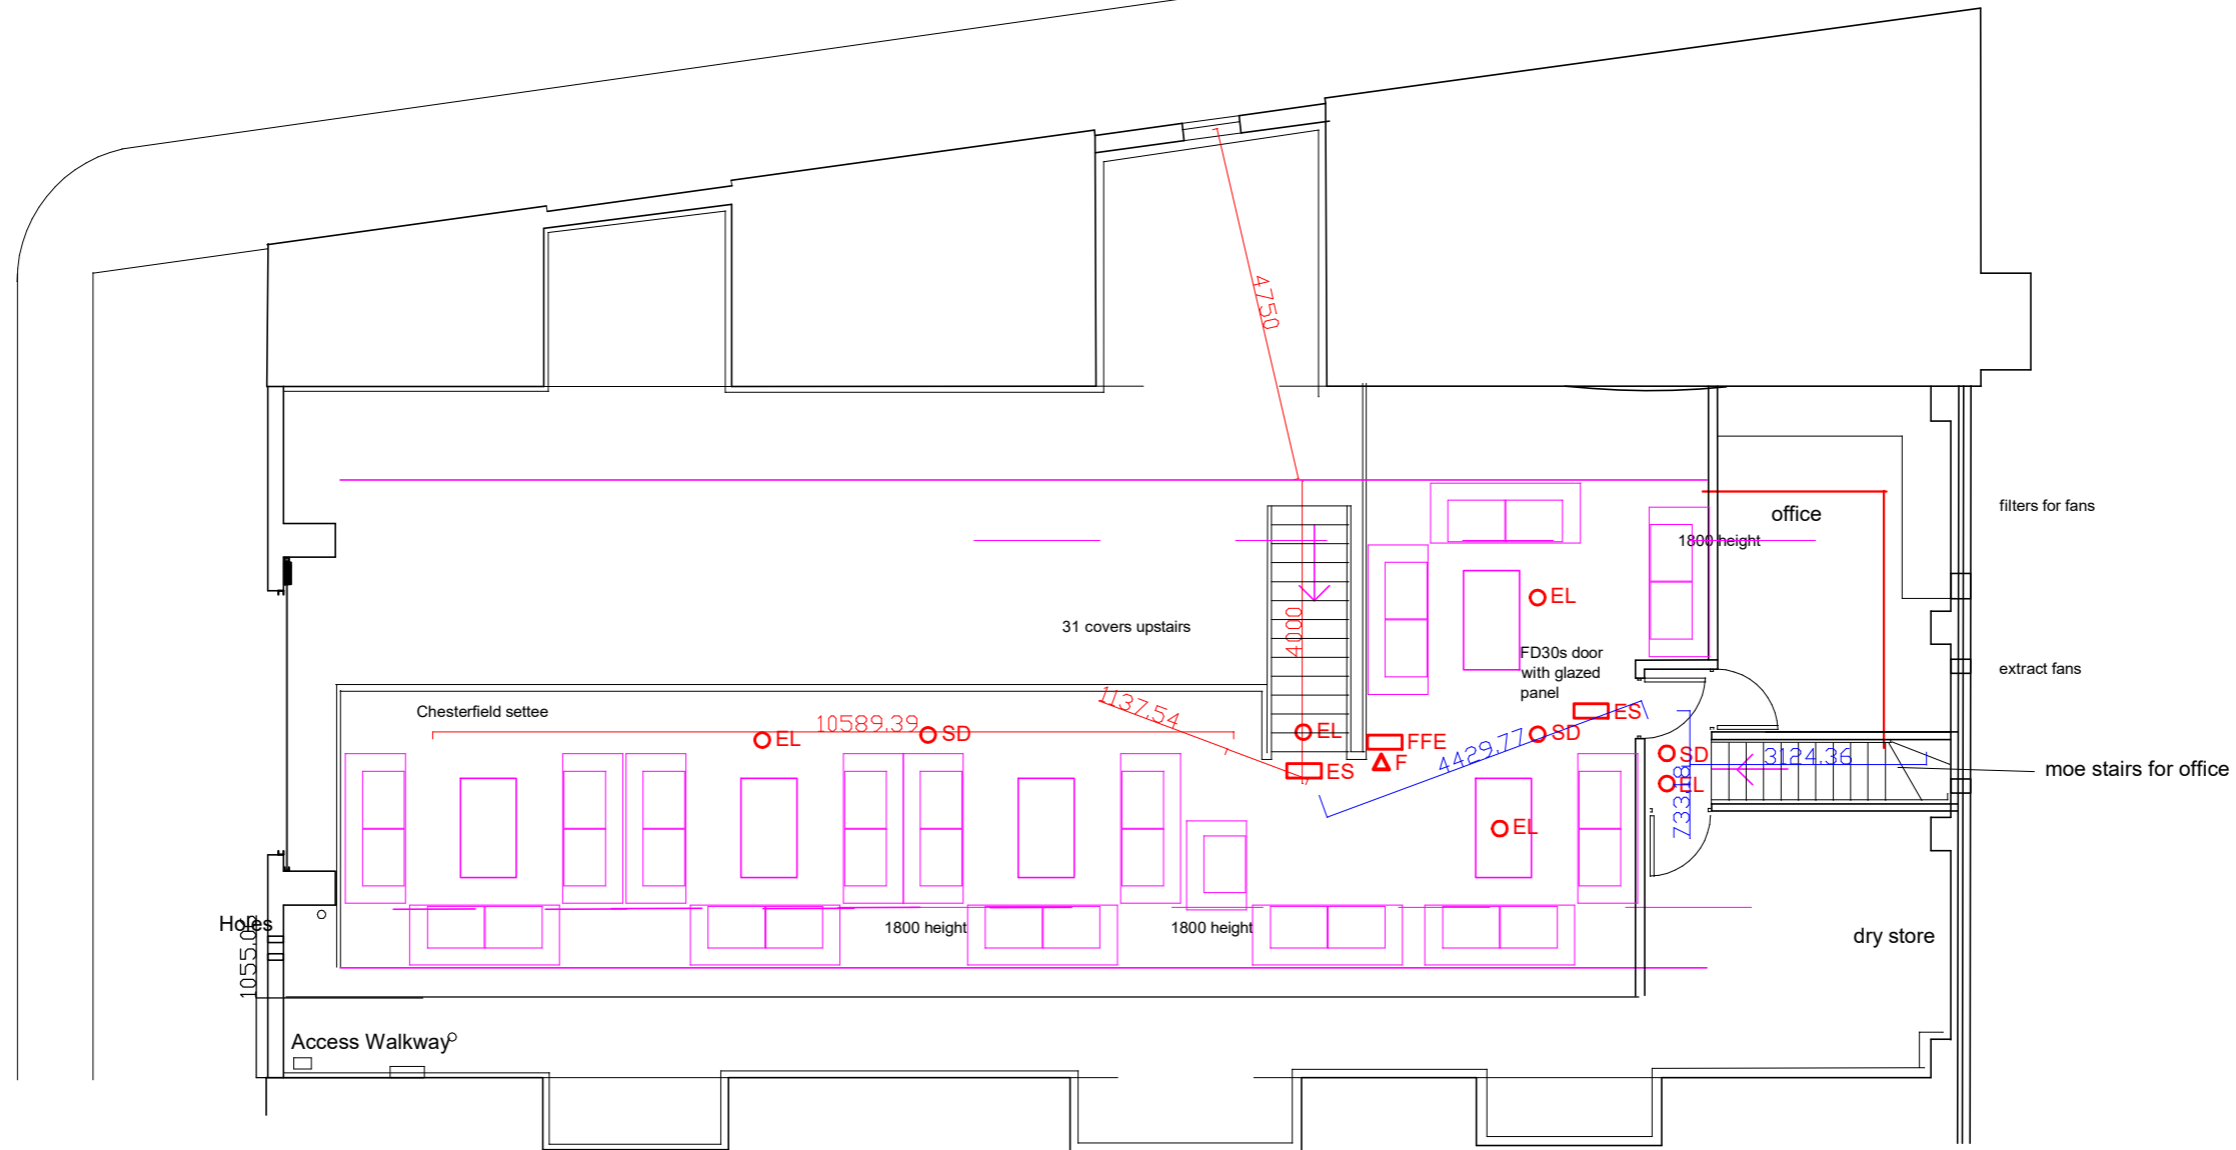 4750
filters for fans
office
1800 height
EL
4000
31 covers upstairs
FD30s door
with glazed
panel
extract fans
1137.54
Chesterfield settee
10589.39
EL
SD
EL
FFE
F
ES
ES
SD
4429.77
SD
EL
733.18
3124.36
moe stairs for office
EL
Holes
1055.05
1800 height
1800 height
dry store
Access Walkway